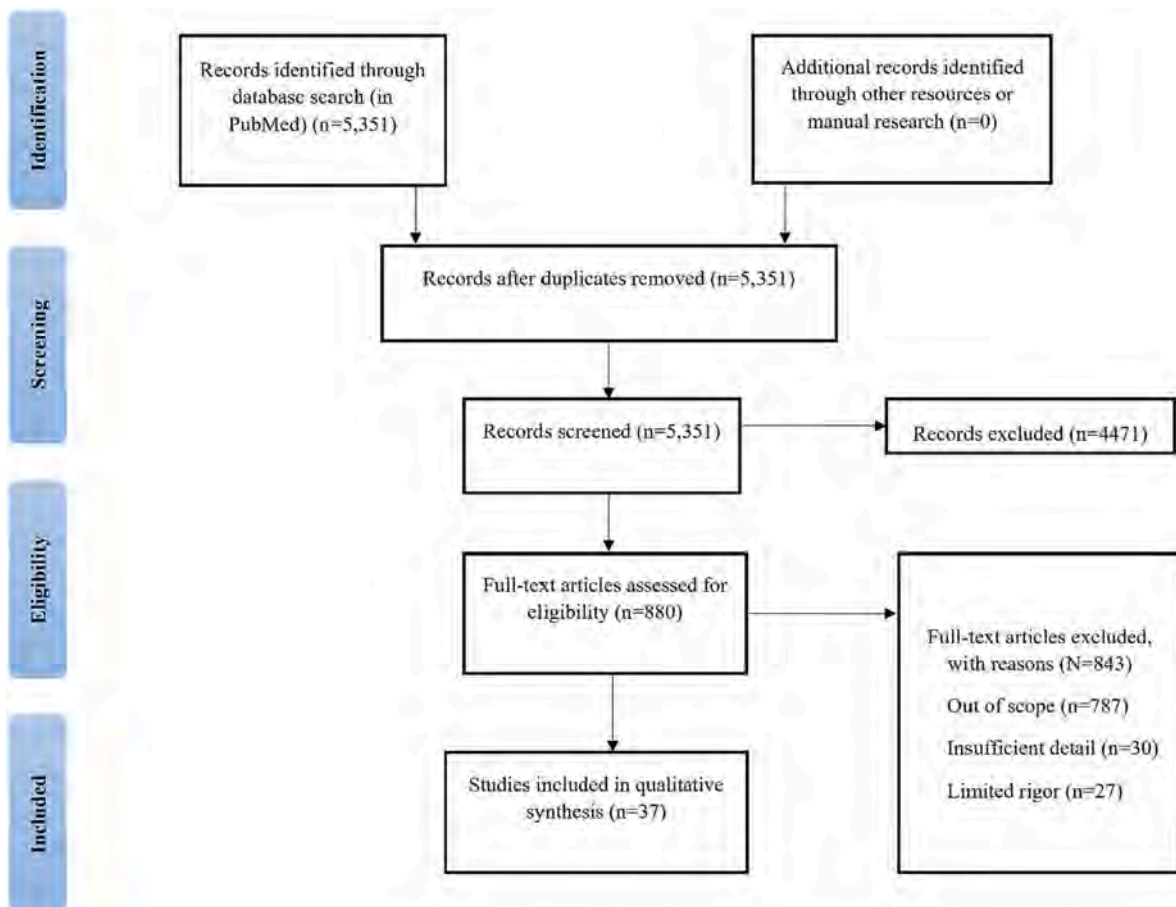 Identification
Records identified through
database search (in
PubMed) (n=5,351)
Additional records identified
through other resources or
manual research (n=0)
Screening
Records after duplicates removed (n=5,351)
Records screened (n=5,351)
Records excluded (n=4471)
Eligibility
Full-text articles assessed for
eligibility (n=880)
Full-text articles excluded,
with reasons (N=843)
Out of scope (n=787)
Insufficient detail (n=30)
Limited rigor (n=27)
Included
Studies included in qualitative
synthesis (n=37)